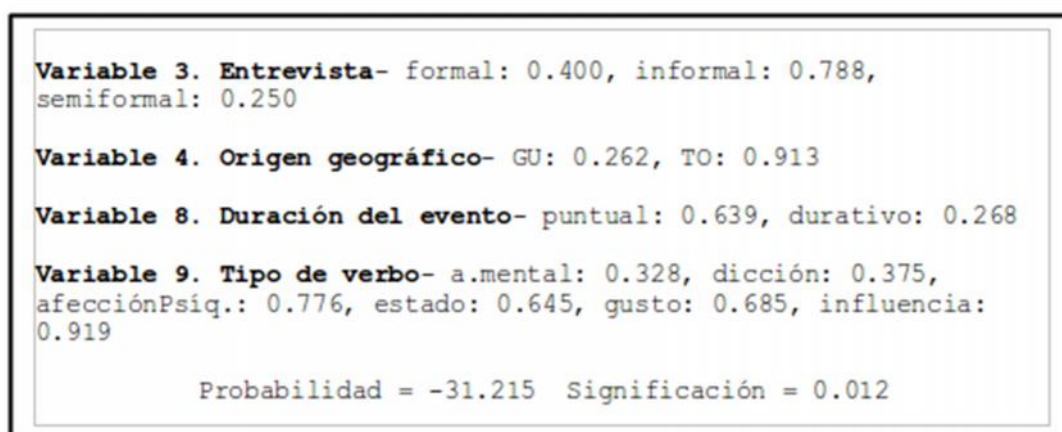 Variable 3. Entrevista- formal: 0.400, informal: 0.788,
semiformal: 0.250
Variable 4. Origen geográfico- GU: 0.262, TO: 0.913
Variable 8. Duración del evento- puntual: 0.639, durativo: 0.268
Variable 9. Tipo de verbo- a.mental: 0.328, dicción: 0.375,
afecciónPsíq.: 0.776, estado: 0.645, gusto: 0.685, influencia:
0.919
Probabilidad = -31.215 Significación = 0.012